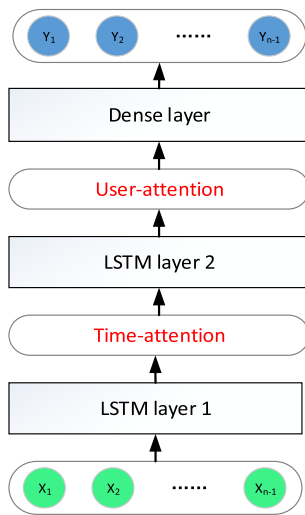 Y1 Y2 ...... Yn-1
Dense layer
User-attention
LSTM layer 2
Time-attention
LSTM layer 1
X1 X2 ...... Xn-1